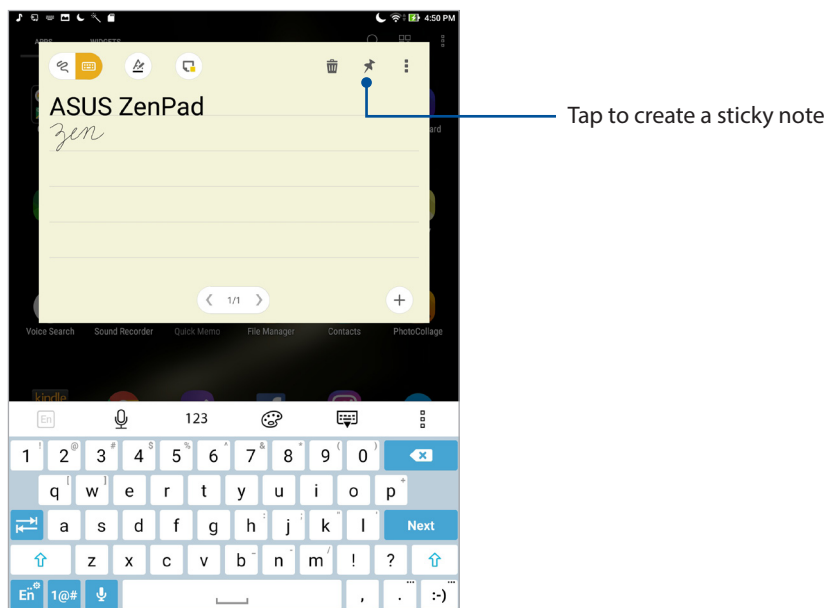 4:50 PM
APPS WIDGETS
ASUS ZenPad
zen
Tap to create a sticky note
1/1
Voice Search Sound Recorder Quick Memo File Manager Contacts PhotoCollage
kindle
En 123
1 ! 2 @ 3 # 4 $ 5 % 6 ^ 7 & 8 * 9 ( 0 )
q [ w ] e r t y u i o p +
a s d f g h : j ; k " l ' Next
z x c v b - n - m / ! ? 
En 1@# , . ... :-) ...